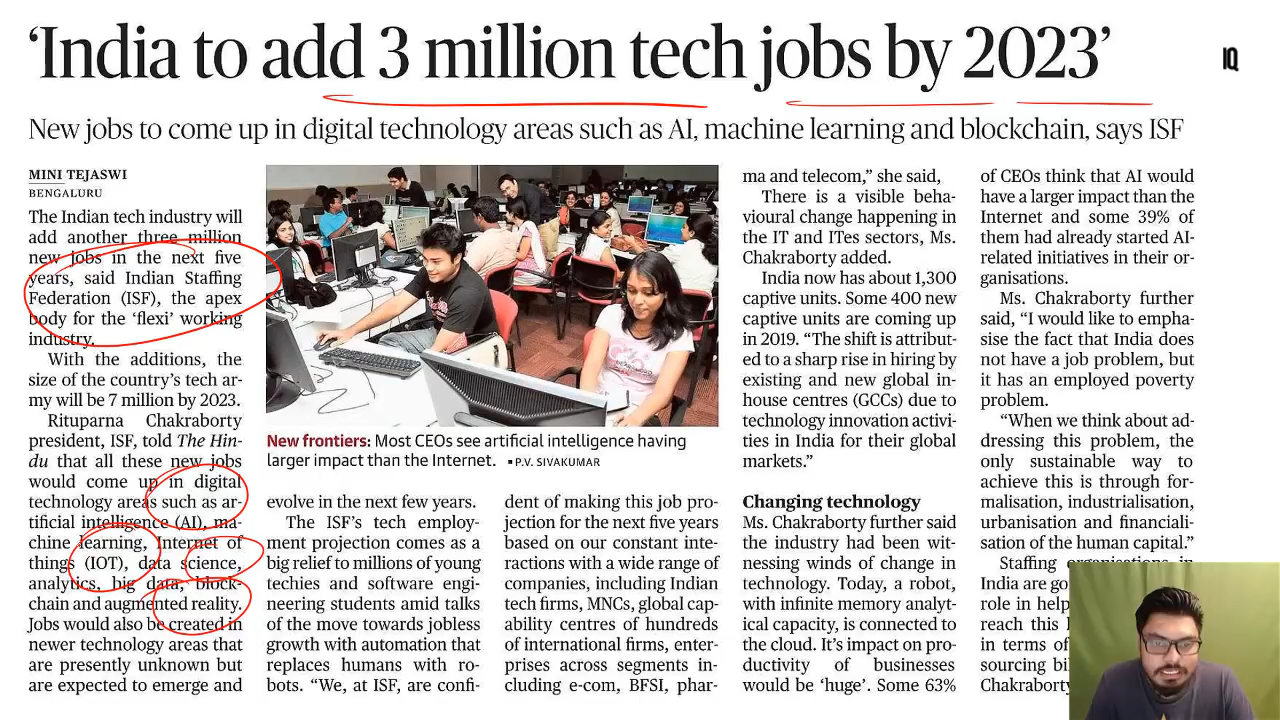 ‘India to add 3 million tech jobs by 2023’
IQ
New jobs to come up in digital technology areas such as AI, machine learning and blockchain, says ISF
MINI TEJASWI
BENGALURU
The Indian tech industry will
add another three million
new jobs in the next five
years, said Indian Staffing
Federation (ISF), the apex
body for the ‘flexi’ working
industry.
With the additions, the
size of the country’s tech ar-
my will be 7 million by 2023.
Rituparna Chakraborty
president, ISF, told The Hin-
du that all these new jobs
would come up in digital
technology areas such as ar-
tificial intelligence (AI), ma-
chine learning, Internet of
things (IOT), data science,
analytics, big data, block-
chain and augmented reality.
Jobs would also be created in
newer technology areas that
are presently unknown but
are expected to emerge and
New frontiers: Most CEOs see artificial intelligence having
larger impact than the Internet. ▪P.V. SIVAKUMAR
evolve in the next few years.
The ISF’s tech employ-
ment projection comes as a
big relief to millions of young
techies and software engi-
neering students amid talks
of the move towards jobless
growth with automation that
replaces humans with ro-
bots. “We, at ISF, are confi-
dent of making this job pro-
jection for the next five years
based on our constant inte-
ractions with a wide range of
companies, including Indian
tech firms, MNCs, global cap-
ability centres of hundreds
of international firms, enter-
prises across segments in-
cluding e-com, BFSI, phar-
ma and telecom,” she said,
There is a visible beha-
vioural change happening in
the IT and ITes sectors, Ms.
Chakraborty added.
India now has about 1,300
captive units. Some 400 new
captive units are coming up
in 2019. “The shift is attribut-
ed to a sharp rise in hiring by
existing and new global in-
house centres (GCCs) due to
technology innovation activi-
ties in India for their global
markets.”
Changing technology
Ms. Chakraborty further said
the industry had been wit-
nessing winds of change in
technology. Today, a robot,
with infinite memory analyt-
ical capacity, is connected to
the cloud. It’s impact on pro-
ductivity of businesses
would be ‘huge’. Some 63%
of CEOs think that AI would
have a larger impact than the
Internet and some 39% of
them had already started AI-
related initiatives in their or-
ganisations.
Ms. Chakraborty further
said, “I would like to empha-
sise the fact that India does
not have a job problem, but
it has an employed poverty
problem.
“When we think about ad-
dressing this problem, the
only sustainable way to
achieve this is through for-
malisation, industrialisation,
urbanisation and financiali-
sation of the human capital.”
Staffing organisations in
India are go
role in help
reach this
in terms of
sourcing bi
Chakraborty